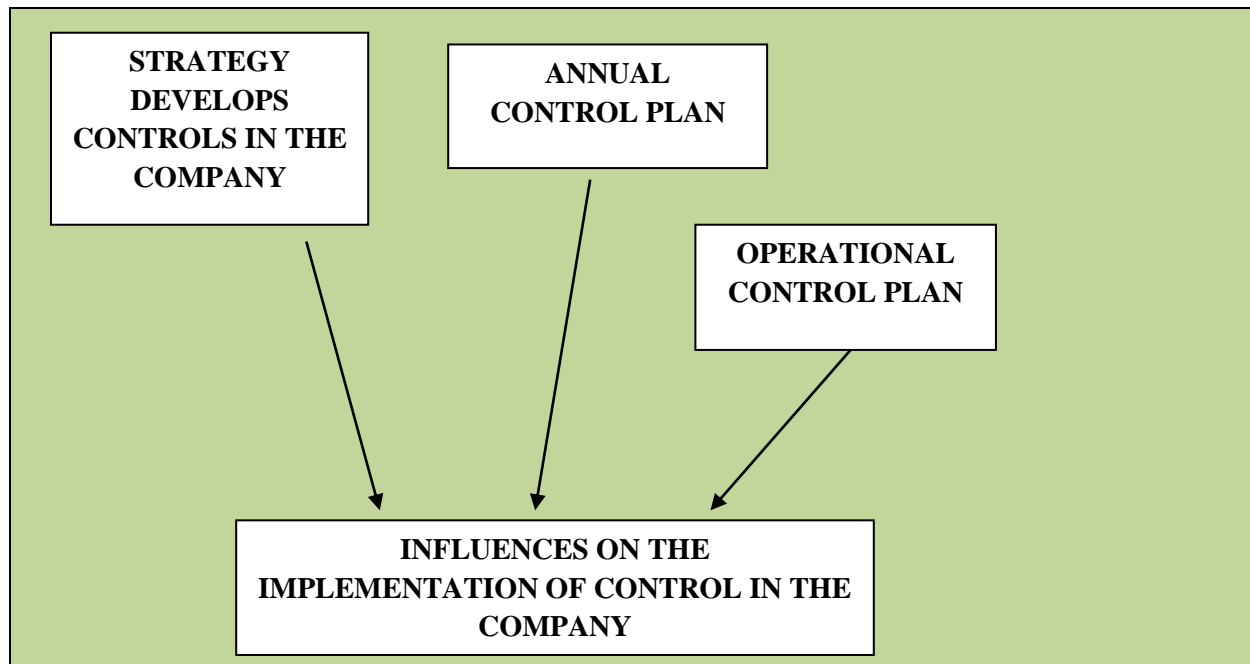 STRATEGY
DEVELOPS
CONTROLS IN THE
COMPANY
ANNUAL
CONTROL PLAN
OPERATIONAL
CONTROL PLAN
INFLUENCES ON THE
IMPLEMENTATION OF CONTROL IN THE
COMPANY